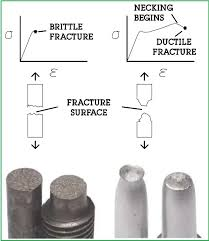 BRITTLE
FRACTURE
σ
ε
NECKING
BEGINS
DUCTILE
FRACTURE
σ
ε
FRACTURE
SURFACE